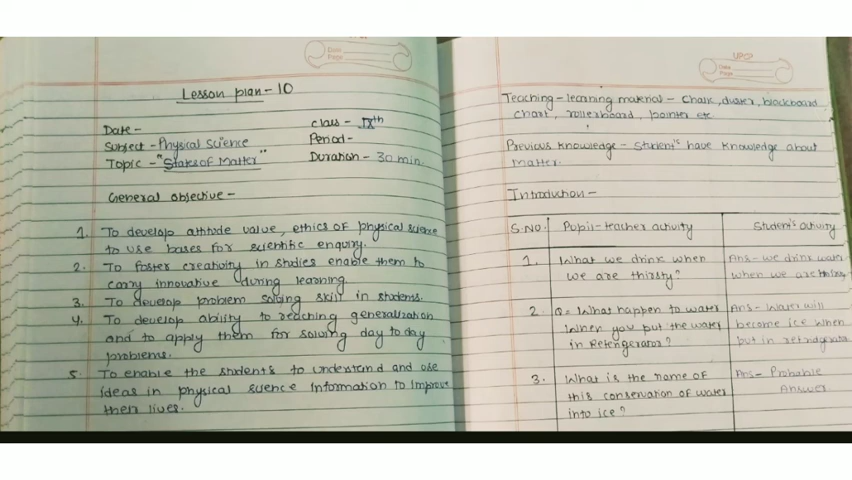 Date
Page
Lesson plan - 10
Date -
Class - IXth
Subject - Physical Science
Period -
Topic - "States of Matter"
Duration - 30 min.
General objective -
1. To develop attitude value, ethics of physical science
to use bases for scientific enquiry.
2. To foster creativity in studies enable them to
carry innovative during learning
3. To develop problem solving skill in students.
4. To develop ability to reaching generalisation
and to apply them for solving day to day
problems.
5. To enable the students to understand and use
ideas in physical science information to improve
their lives.
Date
Page
Teaching - learning material - chalk, duster, blackboard
chart, rollerboard, pointer etc
Previous knowledge - Student's have knowledge about
matter.
Introduction -
S.NO. Pupil-teacher activity Student's activity
1. What we drink when
we are thirsty?
Ans - we drink water
when we are thirsty
2. Q = What happen to water
When you put the water
in Refrigerator?
Ans - Water will
become ice when
but in refridgerator
3. What is the name of
this conservation of water
into ice?
Ans - Probable
Answer